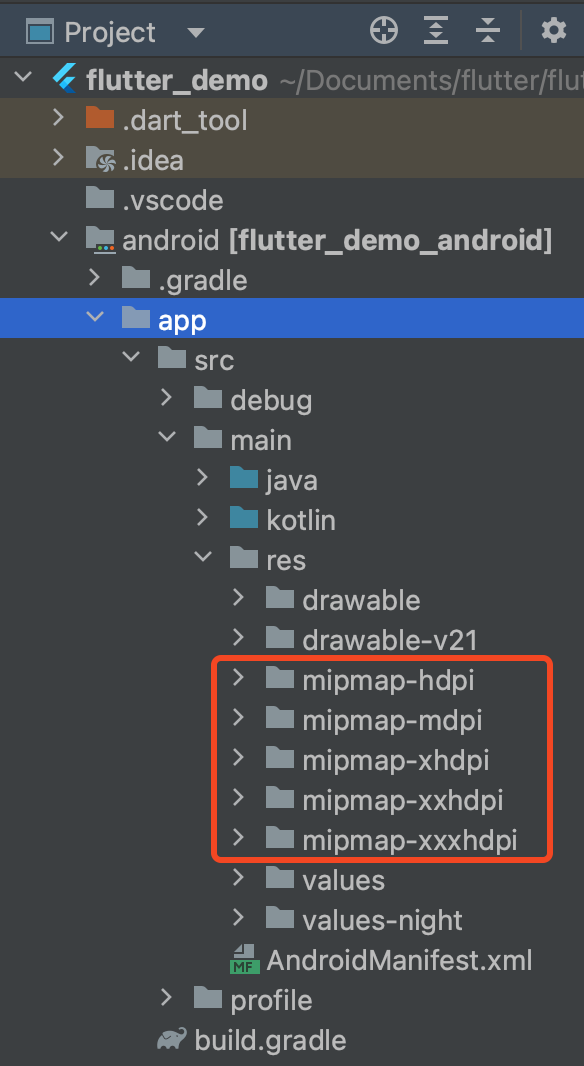 Project
flutter_demo ~/Documents/flutter/flu
.dart_tool
.idea
.vscode
android [flutter_demo_android]
.gradle
app
src
debug
main
java
kotlin
res
drawable
drawable-v21
mipmap-hdpi
mipmap-mdpi
mipmap-xhdpi
mipmap-xxhdpi
mipmap-xxxhdpi
values
values-night
MF AndroidManifest.xml
profile
build.gradle